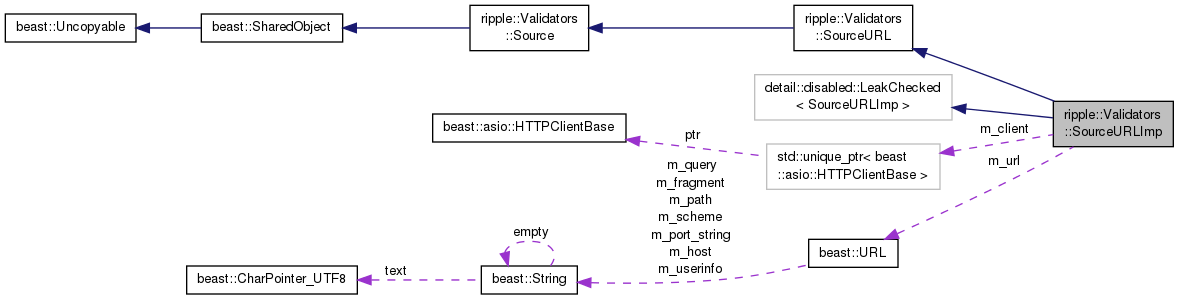 beast::Uncopyable
beast::SharedObject
ripple::Validators
::Source
ripple::Validators
::SourceURL
detail::disabled::LeakChecked
< SourceURLImp >
ripple::Validators
::SourceURLImp
beast::asio::HTTPClientBase
ptr
std::unique_ptr< beast
::asio::HTTPClientBase >
m_client
m_url
m_query
m_fragment
m_path
m_scheme
m_port_string
m_host
m_userinfo
beast::URL
empty
beast::String
text
beast::CharPointer_UTF8